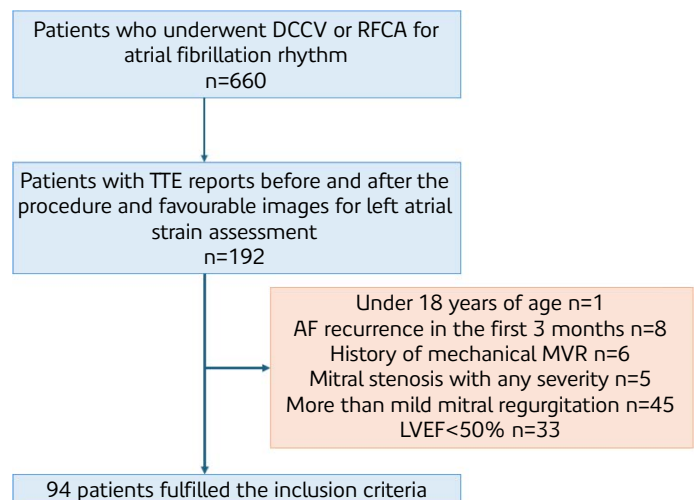 Patients who underwent DCCV or RFCA for
atrial fibrillation rhythm
n=660
Patients with TTE reports before and after the
procedure and favourable images for left atrial
strain assessment
n=192
Under 18 years of age n=1
AF recurrence in the first 3 months n=8
History of mechanical MVR n=6
Mitral stenosis with any severity n=5
More than mild mitral regurgitation n=45
LVEF<50% n=33
94 patients fulfilled the inclusion criteria